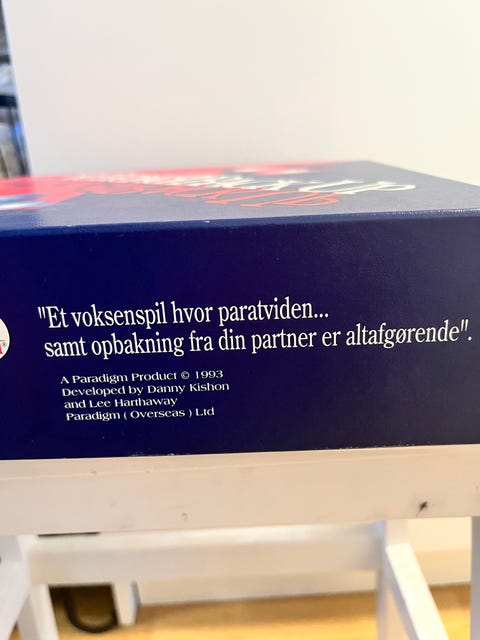 "Et voksenspil hvor paratviden...
samt opbakning fra din partner er altafgørende".
A Paradigm Product © 1993
Developed by Danny Kishon
and Lee Harthaway
Paradigm ( Overseas ) Ltd